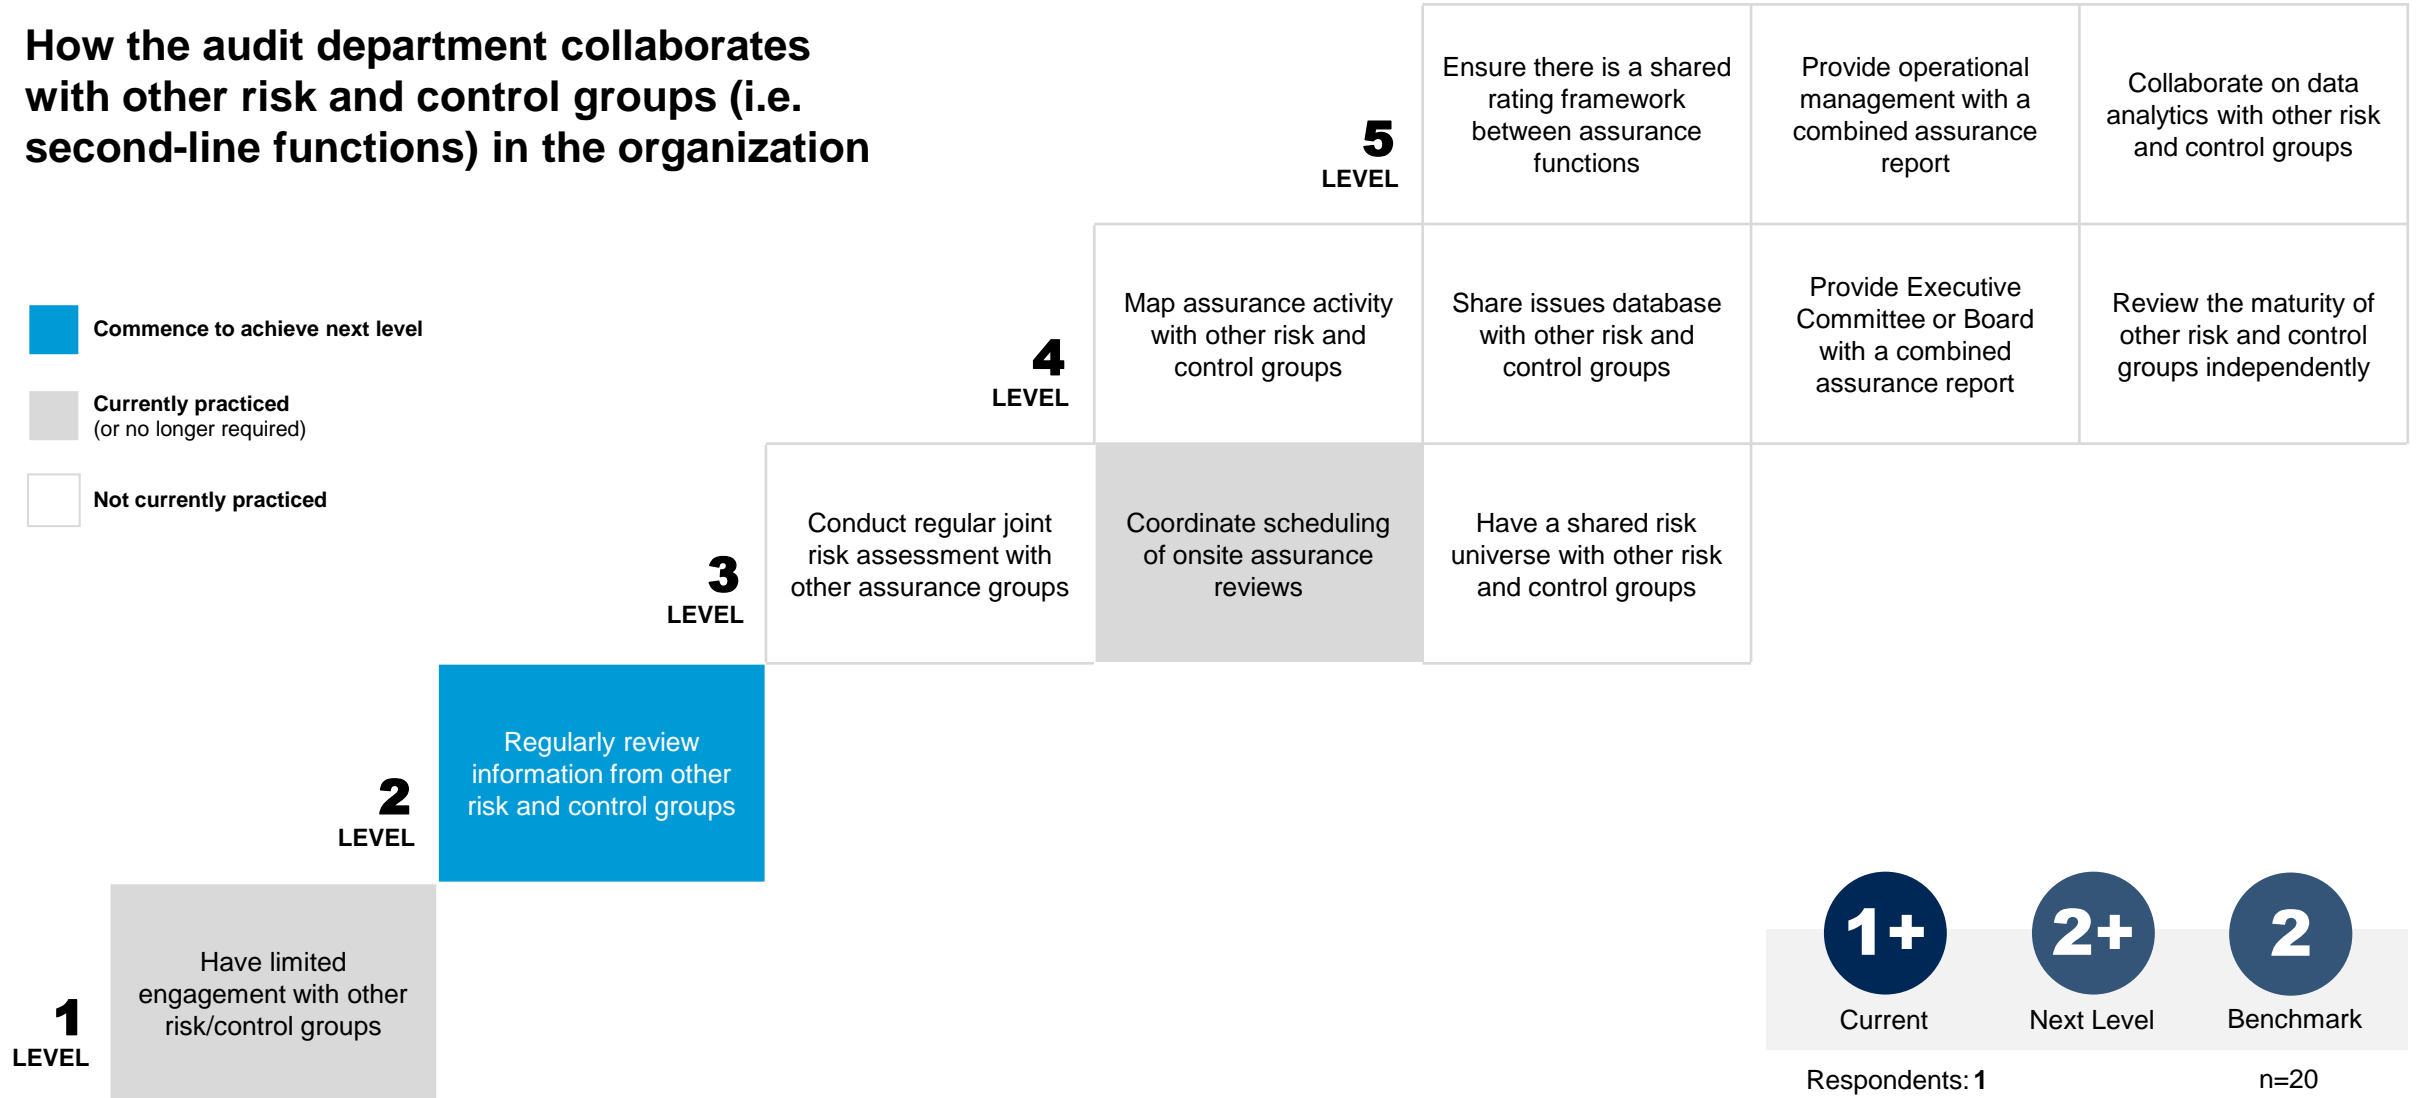 How the audit department collaborates
with other risk and control groups (i.e.
second-line functions) in the organization
Commence to achieve next level
Currently practiced
(or no longer required)
Not currently practiced
5
LEVEL
Ensure there is a shared
rating framework
between assurance
functions
Provide operational
management with a
combined assurance
report
Collaborate on data
analytics with other risk
and control groups
4
LEVEL
Map assurance activity
with other risk and
control groups
Share issues database
with other risk and
control groups
Provide Executive
Committee or Board
with a combined
assurance report
Review the maturity of
other risk and control
groups independently
3
LEVEL
Conduct regular joint
risk assessment with
other assurance groups
Coordinate scheduling
of onsite assurance
reviews
Have a shared risk
universe with other risk
and control groups
2
LEVEL
Regularly review
information from other
risk and control groups
1
LEVEL
Have limited
engagement with other
risk/control groups
1+
Current
2+
Next Level
2
Benchmark
Respondents: 1
n=20